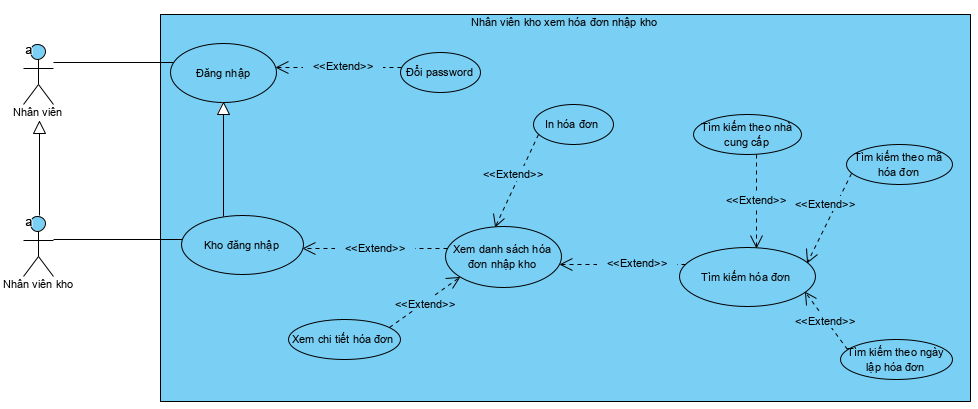 Nhân viên kho xem hóa đơn nhập kho
a
Nhân viên
Đăng nhập
<<Extend>>
Đổi password
In hóa đơn
<<Extend>>
Tìm kiếm theo nhà
cung cấp
<<Extend>>
Tìm kiếm theo mã
hóa đơn
<<Extend>>
a
Nhân viên kho
Kho đăng nhập
<<Extend>>
Xem danh sách hóa
đơn nhập kho
<<Extend>>
Tìm kiếm hóa đơn
<<Extend>>
Xem chi tiết hóa đơn
<<Extend>>
Tìm kiếm theo ngày
lập hóa đơn